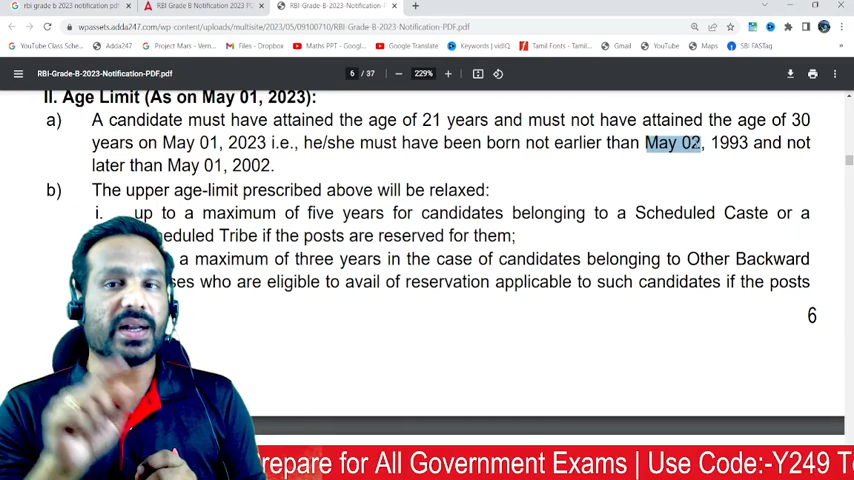 rbi grade b 2023 notification p
RBI Grade B 2023 Notification
RBI-Grade-B-2023-Notification-P
wpassets.adda247.com/wp-content/uploads/multisite/2023/05/09100710/RBI-Grade-B-2023-Notification-PDF.pdf
YouTube Class Sche... Adda247 Project Mars - Vern... Files - Dropbox Maths PPT - Googl... Google Translate Keywords | vidIQ Tamil Fonts - Tamil... Gmail YouTube Maps SBI FASTag
RBI-Grade-B-2023-Notification-PDF.pdf 6 / 37 − 229% +
II. Age Limit (As on May 01, 2023):
a) A candidate must have attained the age of 21 years and must not have attained the age of 30
years on May 01, 2023 i.e., he/she must have been born not earlier than May 02, 1993 and not
later than May 01, 2002.
b) The upper age-limit prescribed above will be relaxed:
i. up to a maximum of five years for candidates belonging to a Scheduled Caste or a
heduled Tribe if the posts are reserved for them;
a maximum of three years in the case of candidates belonging to Other Backward
ses who are eligible to avail of reservation applicable to such candidates if the posts
6
repare for All Government Exams | Use Code:-Y249 T